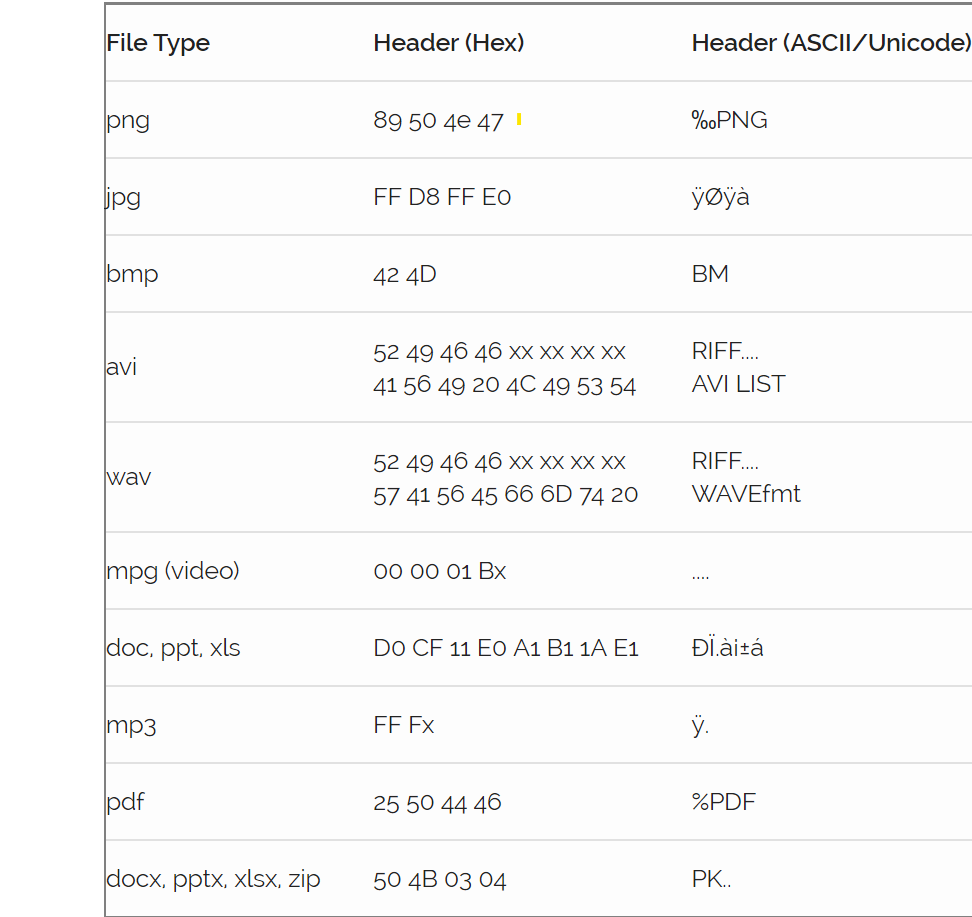 File Type Header (Hex) Header (ASCII/Unicode)
png 89 50 4e 47 ‰PNG
jpg FF D8 FF E0 ÿØÿà
bmp 42 4D BM
avi 52 49 46 46 xx xx xx xx RIFF....
41 56 49 20 4C 49 53 54 AVI LIST
wav 52 49 46 46 xx xx xx xx RIFF....
57 41 56 45 66 6D 74 20 WAVEfmt
mpg (video) 00 00 01 Bx ....
doc, ppt, xls D0 CF 11 E0 A1 B1 1A E1 ÐÏ.ài±á
mp3 FF Fx ÿ.
pdf 25 50 44 46 %PDF
docx, pptx, xlsx, zip 50 4B 03 04 PK..